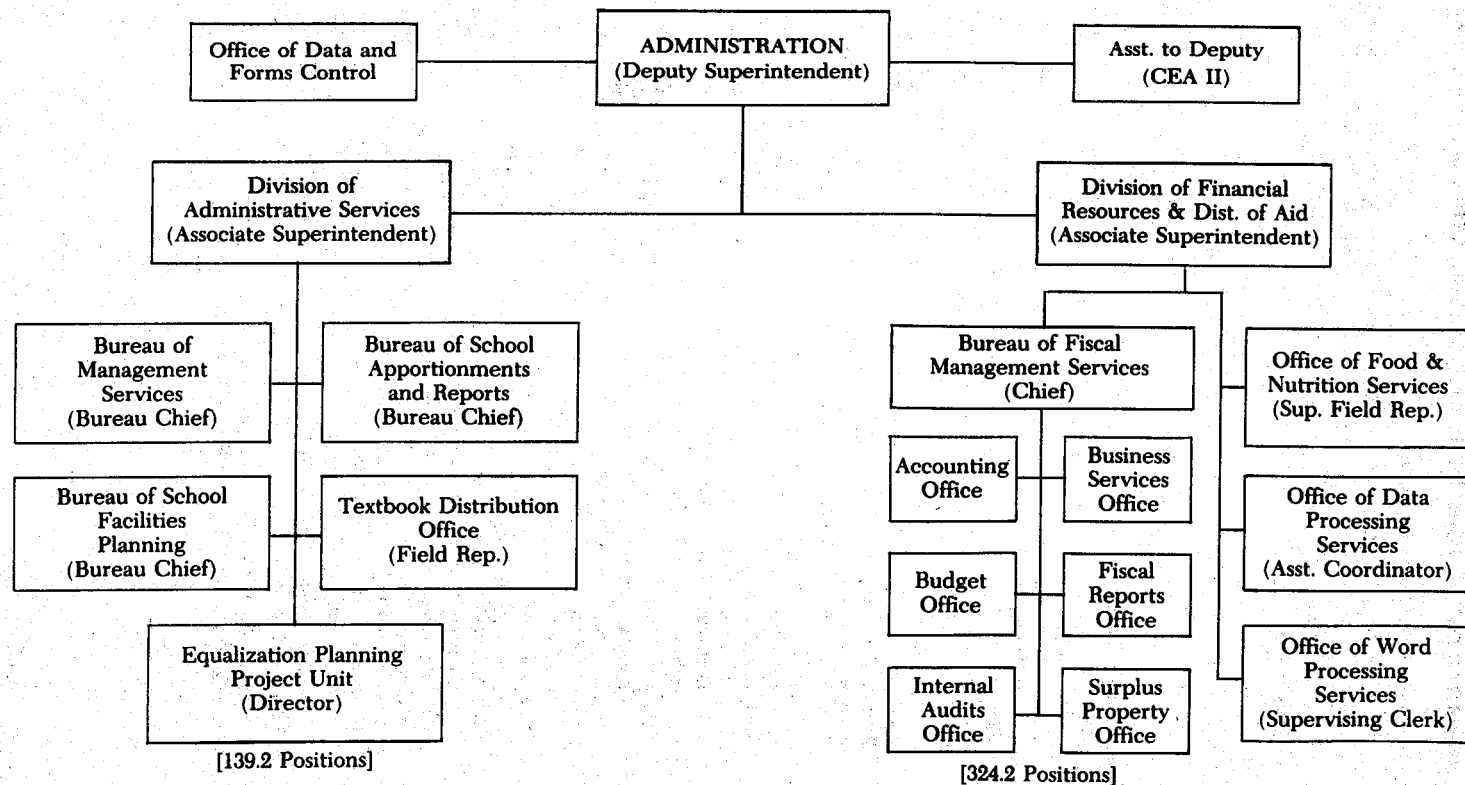 Office of Data and
Forms Control
ADMINISTRATION
(Deputy Superintendent)
Asst. to Deputy
(CEA II)
Division of
Administrative Services
(Associate Superintendent)
Division of Financial
Resources & Dist. of Aid
(Associate Superintendent)
Bureau of
Management
Services
(Bureau Chief)
Bureau of School
Apportionments
and Reports
(Bureau Chief)
Bureau of School
Facilities
Planning
(Bureau Chief)
Textbook Distribution
Office
(Field Rep.)
Equalization Planning
Project Unit
(Director)
[139.2 Positions]
Bureau of Fiscal
Management Services
(Chief)
Accounting
Office
Business
Services
Office
Budget
Office
Fiscal
Reports
Office
Internal
Audits
Office
Surplus
Property
Office
[324.2 Positions]
Office of Food &
Nutrition Services
(Sup. Field Rep.)
Office of Data
Processing
Services
(Asst. Coordinator)
Office of Word
Processing
Services
(Supervising Clerk)